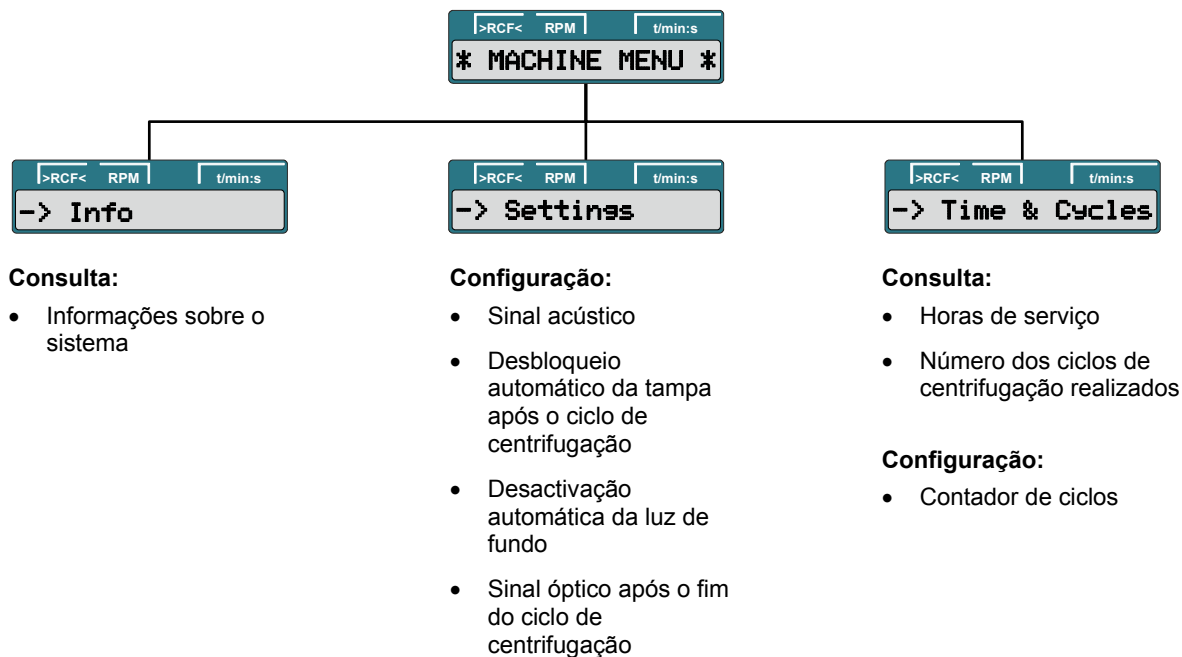 >RCF< RPM t/min:s
* MACHINE MENU *
>RCF< RPM t/min:s
-> Info
>RCF< RPM t/min:s
-> Settings
>RCF< RPM t/min:s
-> Time & Cycles
Consulta:
• Informações sobre o
sistema
Configuração:
• Sinal acústico
• Desbloqueio
automático da tampa
após o ciclo de
centrifugação
• Desactivação
automática da luz de
fundo
• Sinal óptico após o fim
do ciclo de
centrifugação
Consulta:
• Horas de serviço
• Número dos ciclos de
centrifugação realizados
Configuração:
• Contador de ciclos